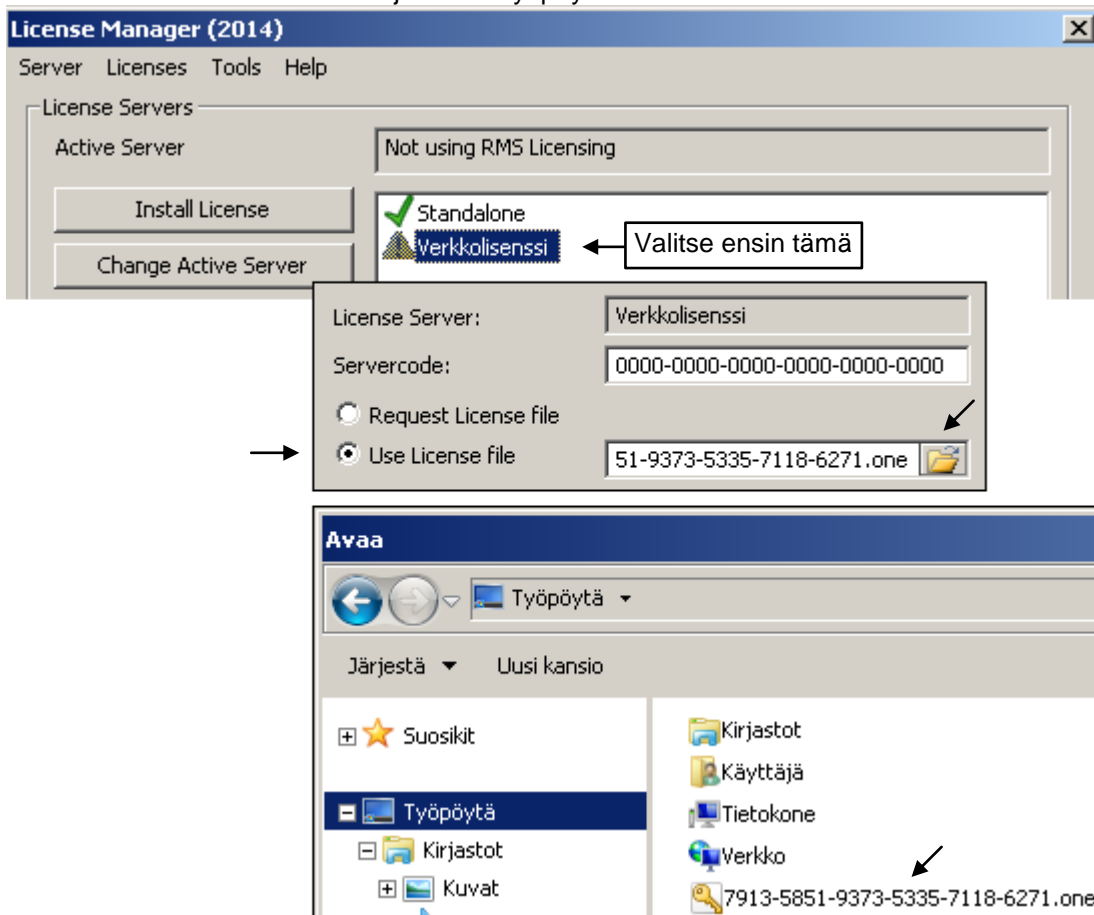 License Manager (2014)
Server Licenses Tools Help
License Servers
Active Server Not using RMS Licensing
Install License
Change Active Server
Standalone
Verkkolisenssi
Valitse ensin tämä
License Server: Verkkolisenssi
Servercode: 0000-0000-0000-0000-0000-0000
Request License file
Use License file 51-9373-5335-7118-6271.one
Avaa
Työpöytä
Järjestä Uusi kansio
Suosikit
Työpöytä
Kirjastot
Kuvat
Kirjastot
Käyttäjä
Tietokone
Verkko
7913-5851-9373-5335-7118-6271.one